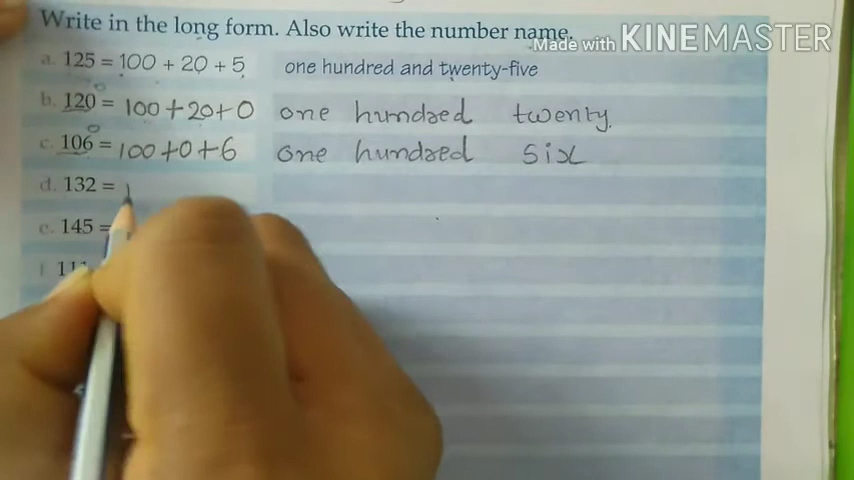 Write in the long form. Also write the number name.
Made with KINEMASTER
a. 125 = 100 + 20 + 5 one hundred and twenty-five
b. 120 = 100 + 20 + 0 one hundred twenty.
c. 106 = 100 + 0 + 6 one hundred six
d. 132 = 1
e. 145 =
f 11